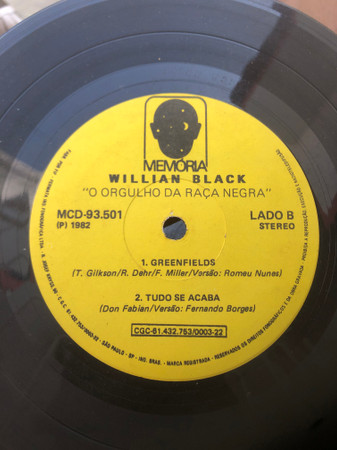 MEMÓRIA
WILLIAN BLACK
"O ORGULHO DA RAÇA NEGRA"
MCD-93.501
(P) 1982
LADO B
STEREO
1. GREENFIELDS
(T. Gilkson/R. Dehr/F. Miller/Versão: Romeu Nunes)
2. TUDO SE ACABA
(Don Fabian/Versão: Fernando Borges)
CGC-61.432.753/0003-22
SÃO PAULO - SP - IND. BRAS. - MARCA REGISTRADA - RESERVADOS OS DIREITOS